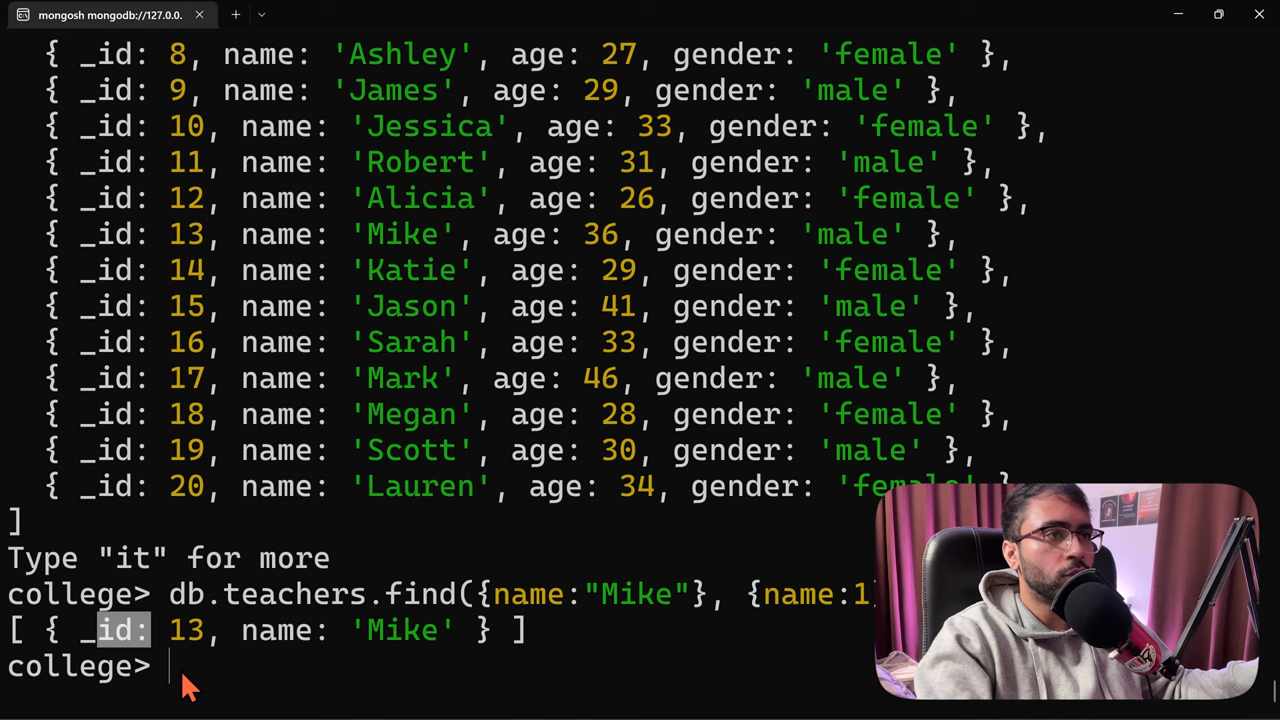 mongosh mongodb://127.0.0.
{ _id: 8, name: 'Ashley', age: 27, gender: 'female' },
{ _id: 9, name: 'James', age: 29, gender: 'male' },
{ _id: 10, name: 'Jessica', age: 33, gender: 'female' },
{ _id: 11, name: 'Robert', age: 31, gender: 'male' },
{ _id: 12, name: 'Alicia', age: 26, gender: 'female' },
{ _id: 13, name: 'Mike', age: 36, gender: 'male' },
{ _id: 14, name: 'Katie', age: 29, gender: 'female' },
{ _id: 15, name: 'Jason', age: 41, gender: 'male' },
{ _id: 16, name: 'Sarah', age: 33, gender: 'female' },
{ _id: 17, name: 'Mark', age: 46, gender: 'male' },
{ _id: 18, name: 'Megan', age: 28, gender: 'female' },
{ _id: 19, name: 'Scott', age: 30, gender: 'male' },
{ _id: 20, name: 'Lauren', age: 34, gender: 'female' },
]
Type "it" for more
college> db.teachers.find({name:"Mike"}, {name:1
[ { _id: 13, name: 'Mike' } ]
college>